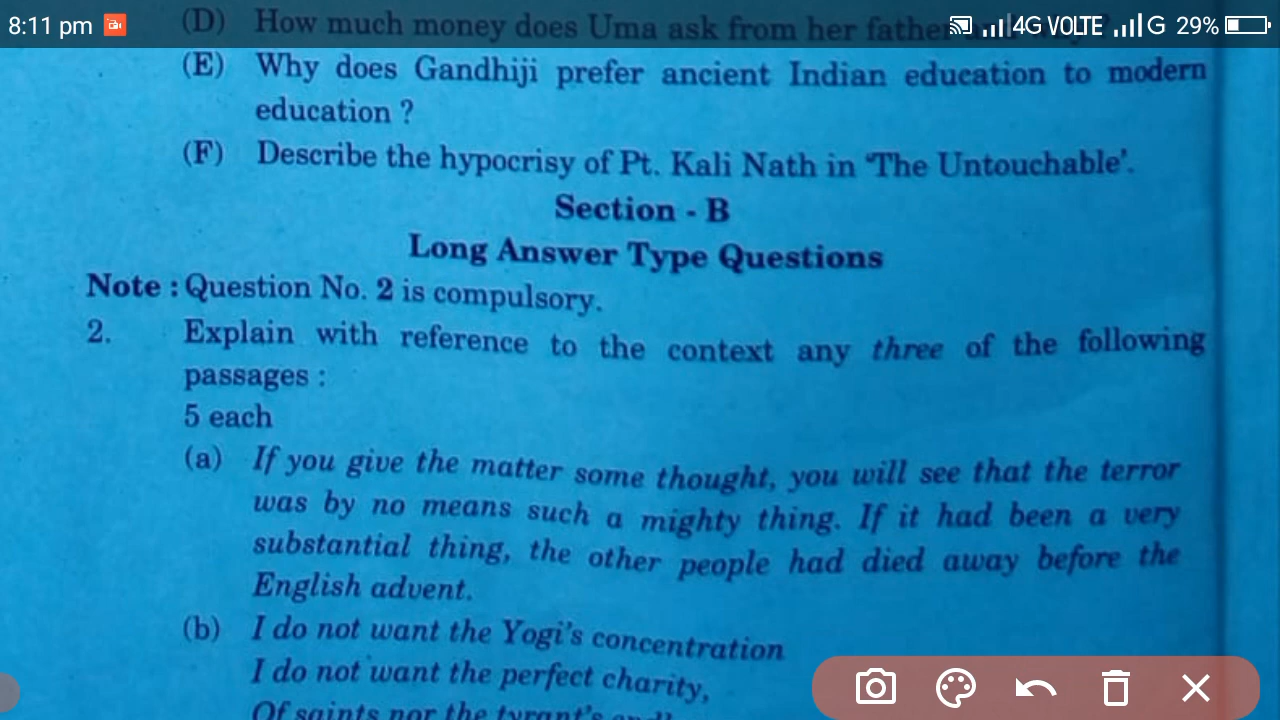 8:11 pm 4G VOLTE G 29%
(D) How much money does Uma ask from her
(E) Why does Gandhiji prefer ancient Indian education to modern
education ?
(F) Describe the hypocrisy of Pt. Kali Nath in 'The Untouchable'.
Section - B
Long Answer Type Questions
Note : Question No. 2 is compulsory.
2. Explain with reference to the context any three of the following
passages :
5 each
(a) If you give the matter some thought, you will see that the terror
was by no means such a mighty thing. If it had been a very
substantial thing, the other people had died away before the
English advent.
(b) I do not want the Yogi's concentration
I do not want the perfect charity,
Of saints nor the tyrant's